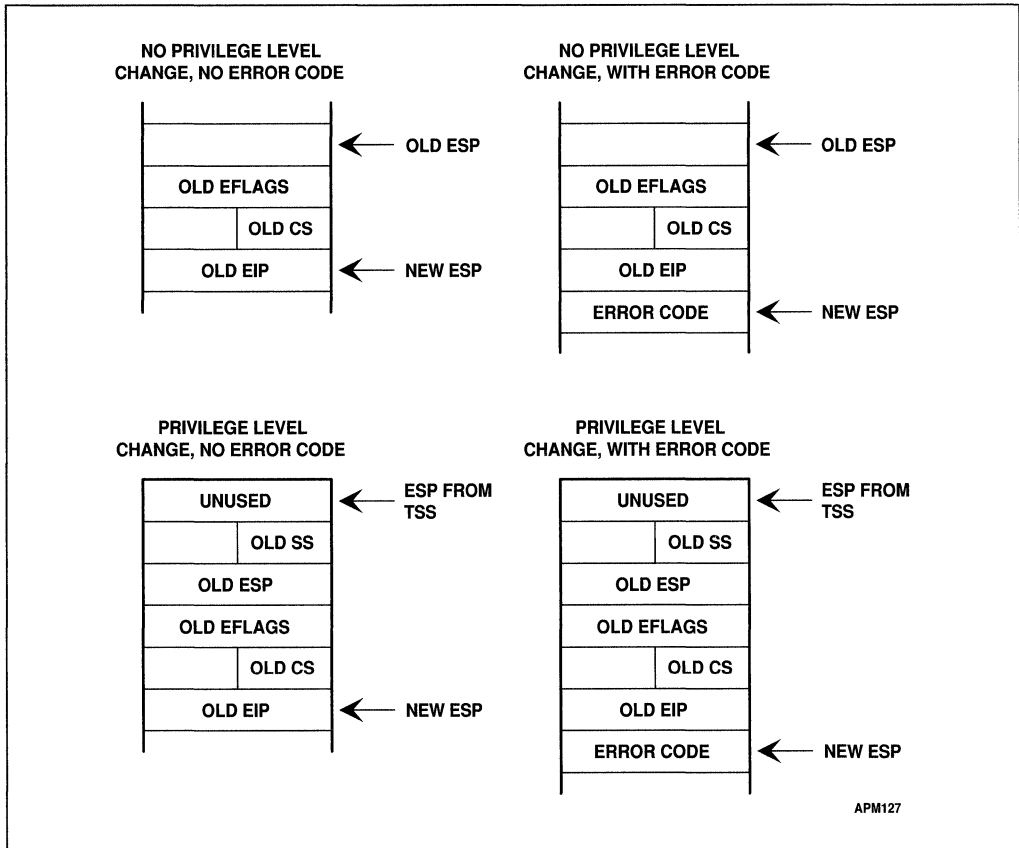 NO PRIVILEGE LEVEL
CHANGE, NO ERROR CODE
OLD ESP
OLD EFLAGS
OLD CS
OLD EIP
NEW ESP
NO PRIVILEGE LEVEL
CHANGE, WITH ERROR CODE
OLD ESP
OLD EFLAGS
OLD CS
OLD EIP
ERROR CODE
NEW ESP
PRIVILEGE LEVEL
CHANGE, NO ERROR CODE
UNUSED
ESP FROM
TSS
OLD SS
OLD ESP
OLD EFLAGS
OLD CS
OLD EIP
NEW ESP
PRIVILEGE LEVEL
CHANGE, WITH ERROR CODE
UNUSED
ESP FROM
TSS
OLD SS
OLD ESP
OLD EFLAGS
OLD CS
OLD EIP
ERROR CODE
NEW ESP
APM127